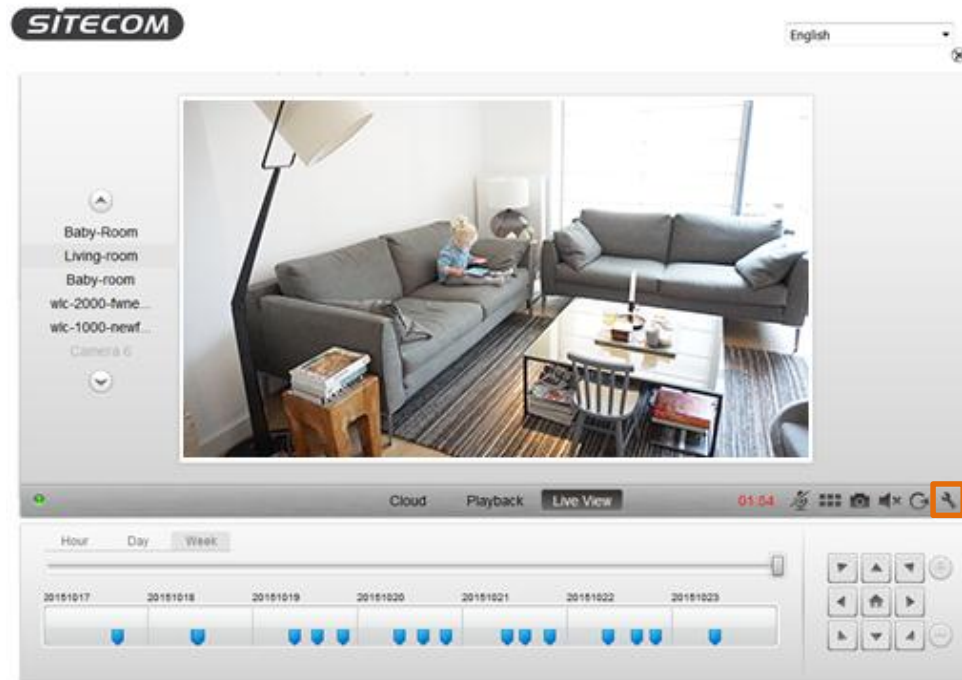 SITECOM
English
Baby-Room
Living-room
Baby-room
wlc-2000-fwne...
wlc-1000-newf...
Camera 6
Cloud Playback Live View 01:54
Hour Day Week
20151017 20151018 20151019 20151020 20151021 20151022 20151023